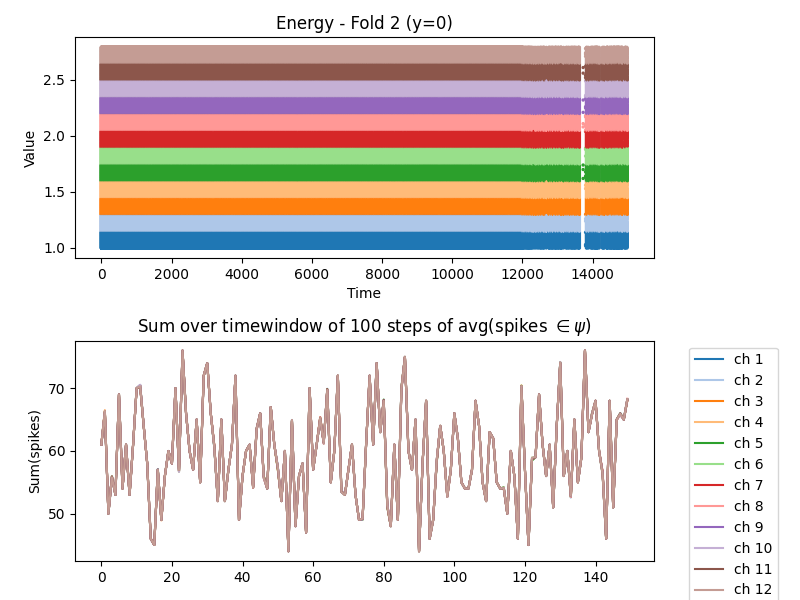 Energy - Fold 2 (y=0)
Value
2.5
2.0
1.5
1.0
0 2000 4000 6000 8000 10000 12000 14000
Time
Sum over timewindow of 100 steps of avg(spikes ∈ψ)
Sum(spikes)
70
60
50
0 20 40 60 80 100 120 140
ch 1
ch 2
ch 3
ch 4
ch 5
ch 6
ch 7
ch 8
ch 9
ch 10
ch 11
ch 12